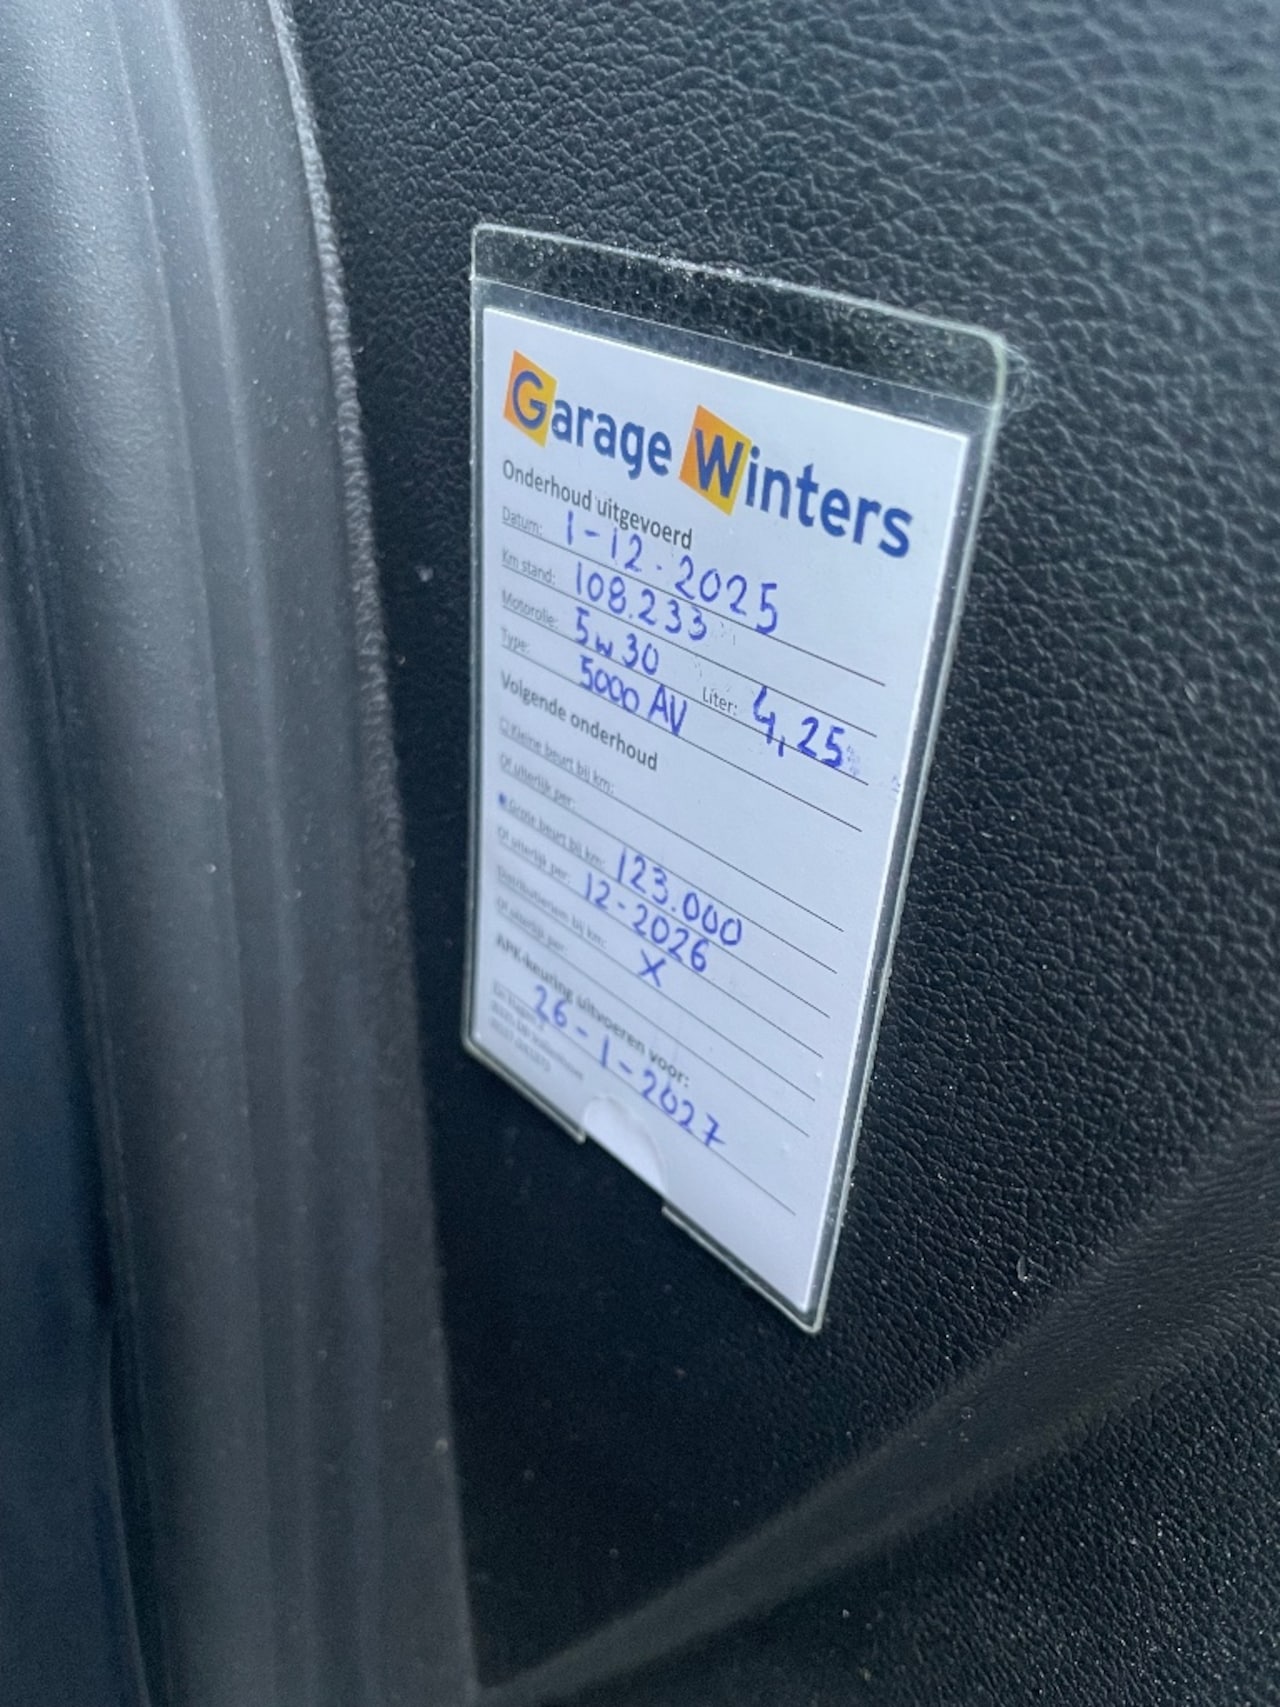 Garage Winters
Onderhoud uitgevoerd
Datum: 1-12-2025
Km stand: 108.233
Motorolie: 5w30 Liter: 4,25
Type: 5000 AV
Volgende onderhoud
Kleine beurt bij km:
Of uiterlijk per:
Grote beurt bij km: 123.000
Of uiterlijk per: 12-2026
Distributieriem bij km: X
Of uiterlijk per:
APK-keuring uitvoeren voor:
26-1-2027